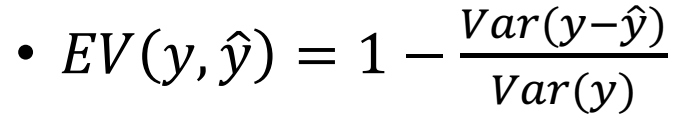 • EV(y, ŷ) = 1 − Var(y−ŷ) / Var(y)